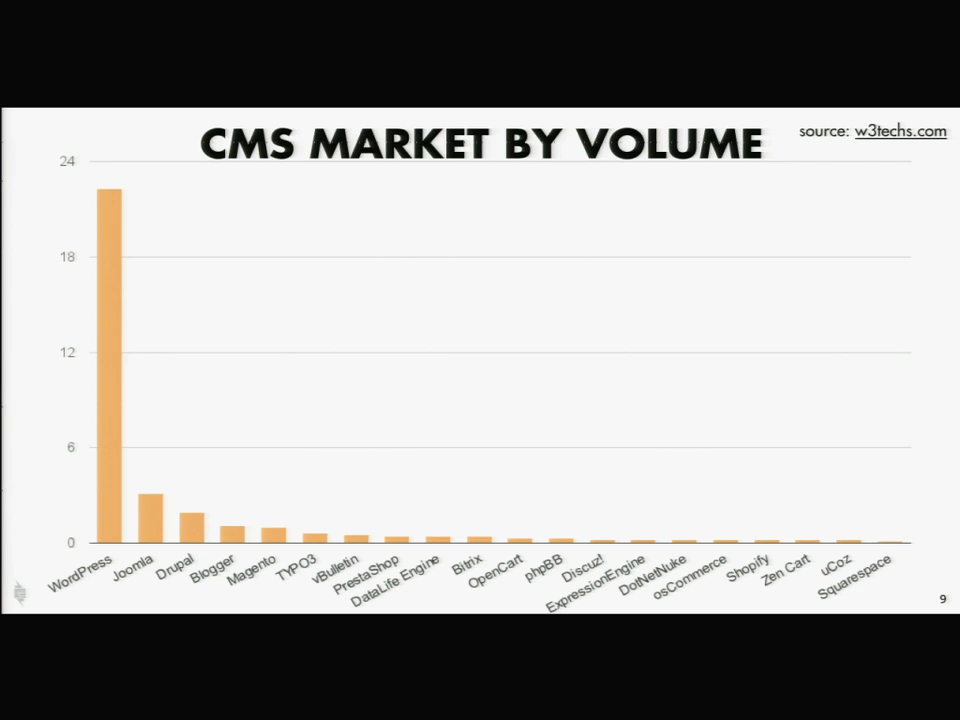 CMS MARKET BY VOLUME
source: w3techs.com
24
18
12
6
0
WordPress
Joomla
Drupal
Blogger
Magento
TYPO3
vBulletin
PrestaShop
DataLife Engine
Bitrix
OpenCart
phpBB
Discuz!
ExpressionEngine
DotNetNuke
osCommerce
Shopify
Zen Cart
uCoz
Squarespace
9